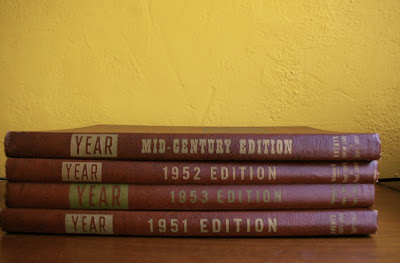 YEAR MID-CENTURY EDITION
YEAR 1952 EDITION
YEAR 1953 EDITION
YEAR 1951 EDITION